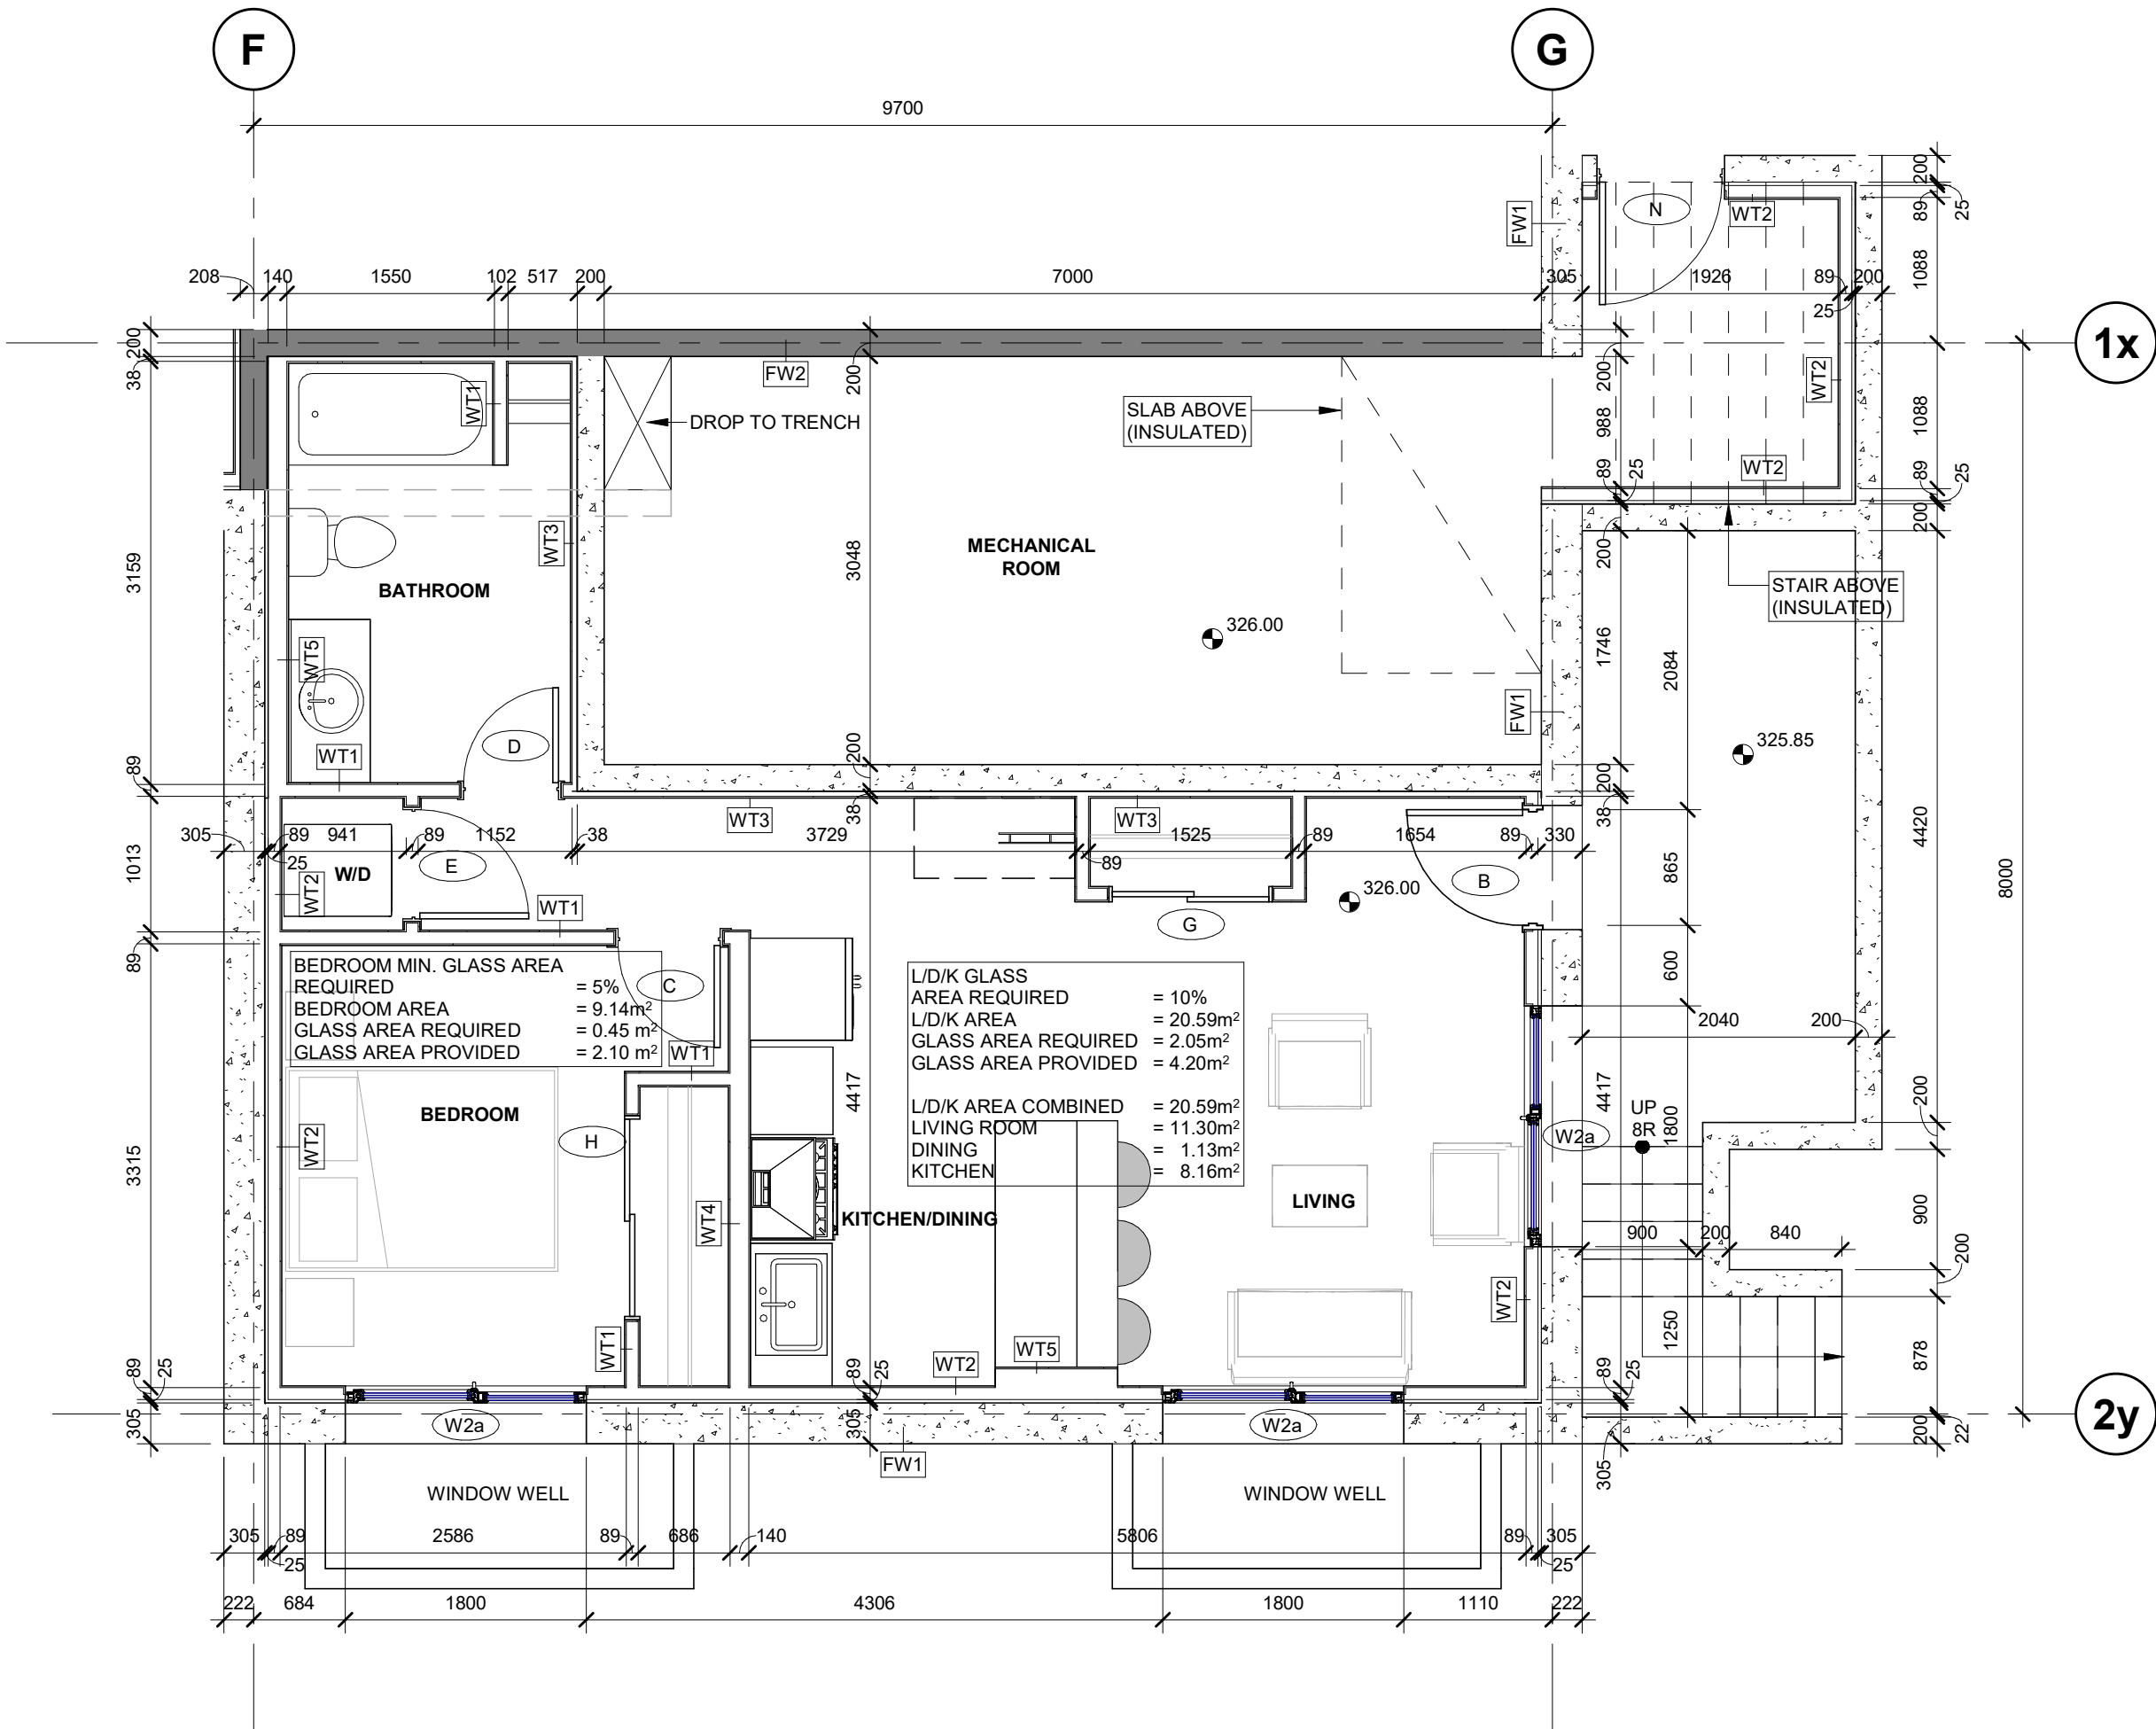 F
G
9700
200
89
25
1088
N
WT2
FW1
208
140
1550
102
517
200
7000
305
1926
89
200
25
1x
200
38
FW2
200
200
WT1
DROP TO TRENCH
SLAB ABOVE
(INSULATED)
988
WT2
1088
WT2
89
25
89
25
200
200
3159
WT3
3048
MECHANICAL
ROOM
BATHROOM
STAIR ABOVE
(INSULATED)
326.00
1746
2084
WT5
FW1
325.85
D
WT1
200
200
89
38
WT3
WT3
38
4420
8000
305
89
941
89
1152
38
3729
1525
89
1654
89
330
25
89
1013
E
W/D
WT2
B
865
326.00
WT1
G
89
BEDROOM MIN. GLASS AREA
REQUIRED = 5%
BEDROOM AREA = 9.14m²
GLASS AREA REQUIRED = 0.45 m²
GLASS AREA PROVIDED = 2.10 m²
C
WT1
L/D/K GLASS
AREA REQUIRED = 10%
L/D/K AREA = 20.59m²
GLASS AREA REQUIRED = 2.05m²
GLASS AREA PROVIDED = 4.20m²
L/D/K AREA COMBINED = 20.59m²
LIVING ROOM = 11.30m²
DINING = 1.13m²
KITCHEN = 8.16m²
600
2040
200
4417
4417
200
UP
8R
1800
W2a
BEDROOM
H
WT2
3315
WT4
KITCHEN/DINING
LIVING
900
900
200
840
200
WT2
1250
878
WT1
WT5
WT2
89
25
89
25
89
25
305
W2a
305
W2a
FW1
305
200
22
2y
WINDOW WELL
WINDOW WELL
305
89
2586
89
686
140
5806
89
305
25
25
222
684
1800
4306
1800
1110
222